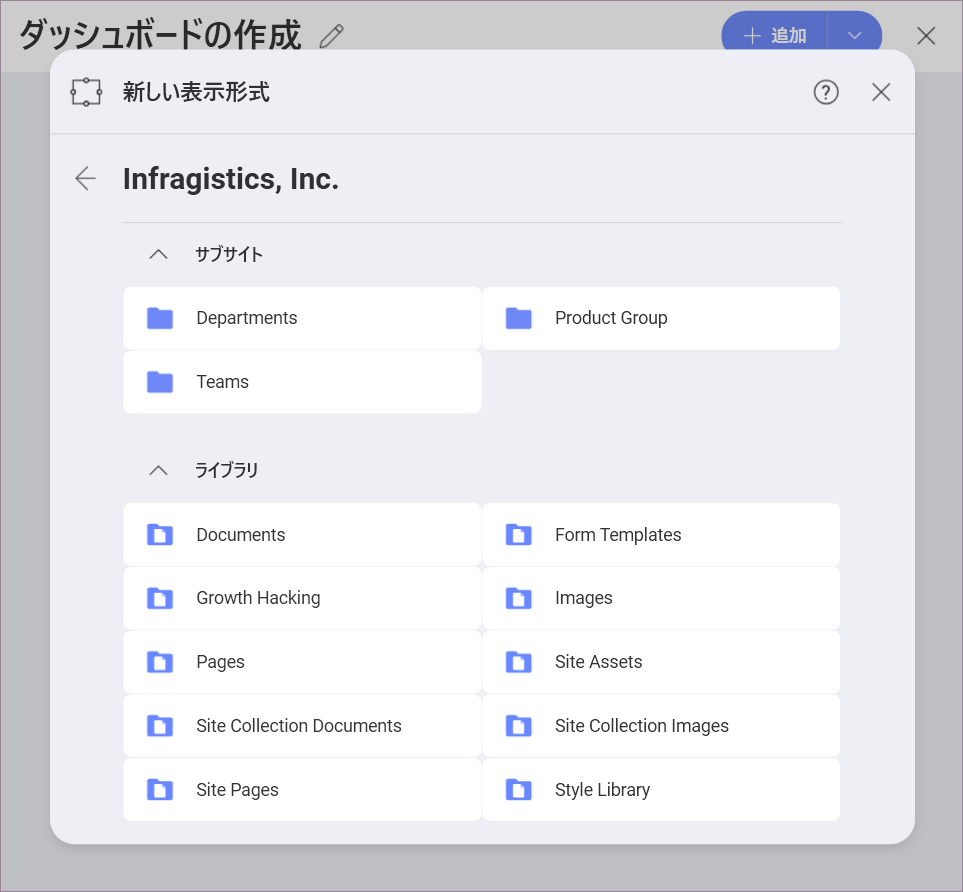 ダッシュボードの作成
追加
新しい表示形式
Infragistics, Inc.
サブサイト
Departments
Product Group
Teams
ライブラリ
Documents
Form Templates
Growth Hacking
Images
Pages
Site Assets
Site Collection Documents
Site Collection Images
Site Pages
Style Library